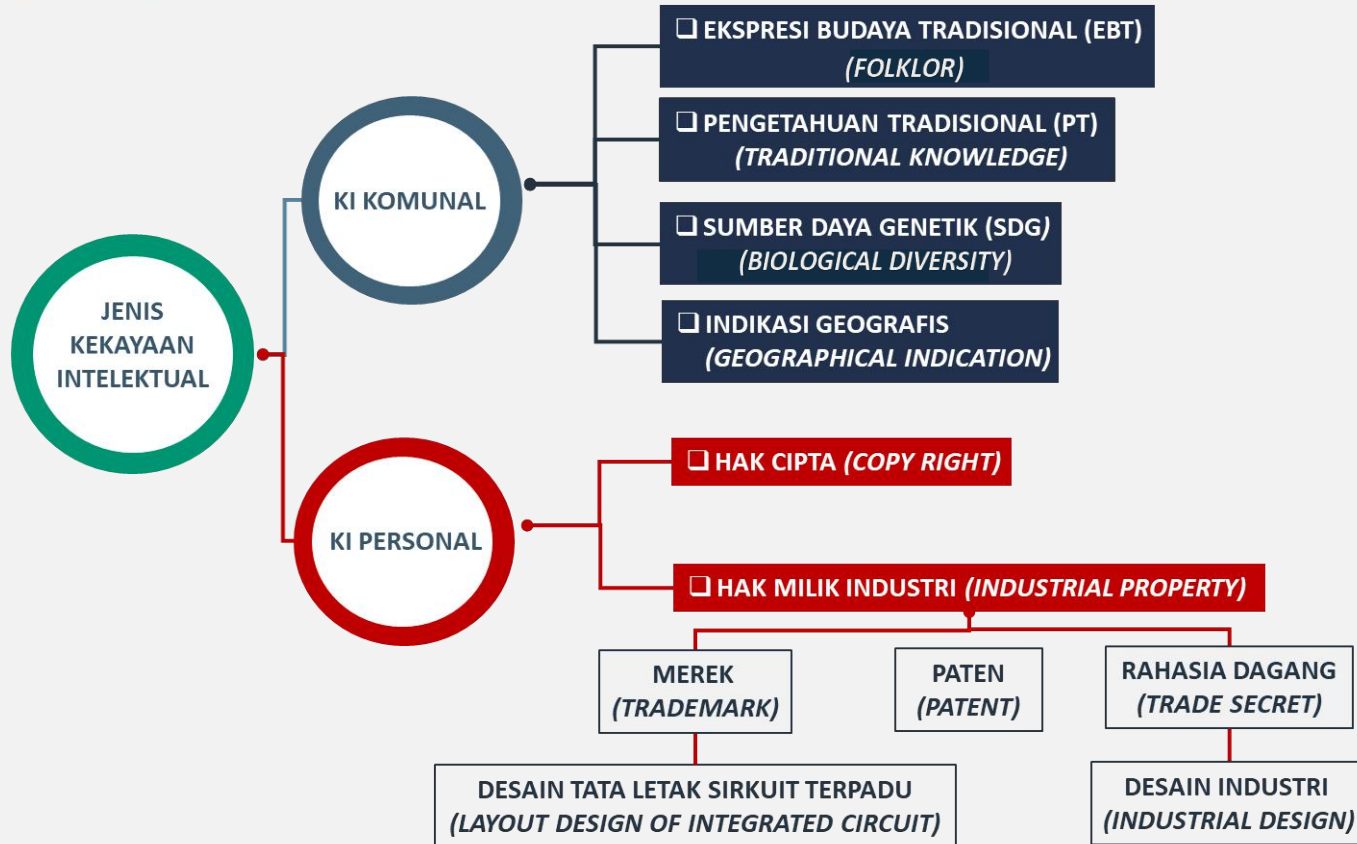 JENIS
KEKAYAAN
INTELEKTUAL
KI KOMUNAL
❑ EKSPRESI BUDAYA TRADISIONAL (EBT)
(FOLKLOR)
❑ PENGETAHUAN TRADISIONAL (PT)
(TRADITIONAL KNOWLEDGE)
❑ SUMBER DAYA GENETIK (SDG)
(BIOLOGICAL DIVERSITY)
❑ INDIKASI GEOGRAFIS
(GEOGRAPHICAL INDICATION)
KI PERSONAL
❑ HAK CIPTA (COPY RIGHT)
❑ HAK MILIK INDUSTRI (INDUSTRIAL PROPERTY)
MEREK
(TRADEMARK)
PATEN
(PATENT)
RAHASIA DAGANG
(TRADE SECRET)
DESAIN TATA LETAK SIRKUIT TERPADU
(LAYOUT DESIGN OF INTEGRATED CIRCUIT)
DESAIN INDUSTRI
(INDUSTRIAL DESIGN)